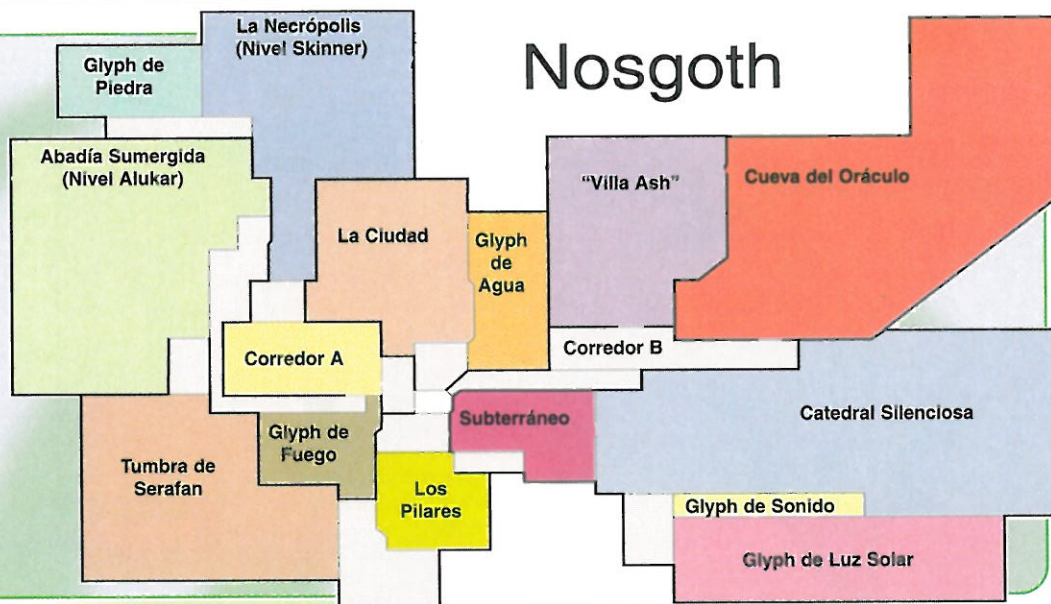 Nosgoth
La Necrópolis
(Nivel Skinner)
Glyph de
Piedra
Abadía Sumergida
(Nivel Alukar)
La Ciudad
Glyph
de
Agua
“Villa Ash”
Cueva del Oráculo
Corredor A
Corredor B
Glyph de
Fuego
Subterráneo
Catedral Silenciosa
Tumbra de
Serafan
Los
Pilares
Glyph de Sonido
Glyph de Luz Solar